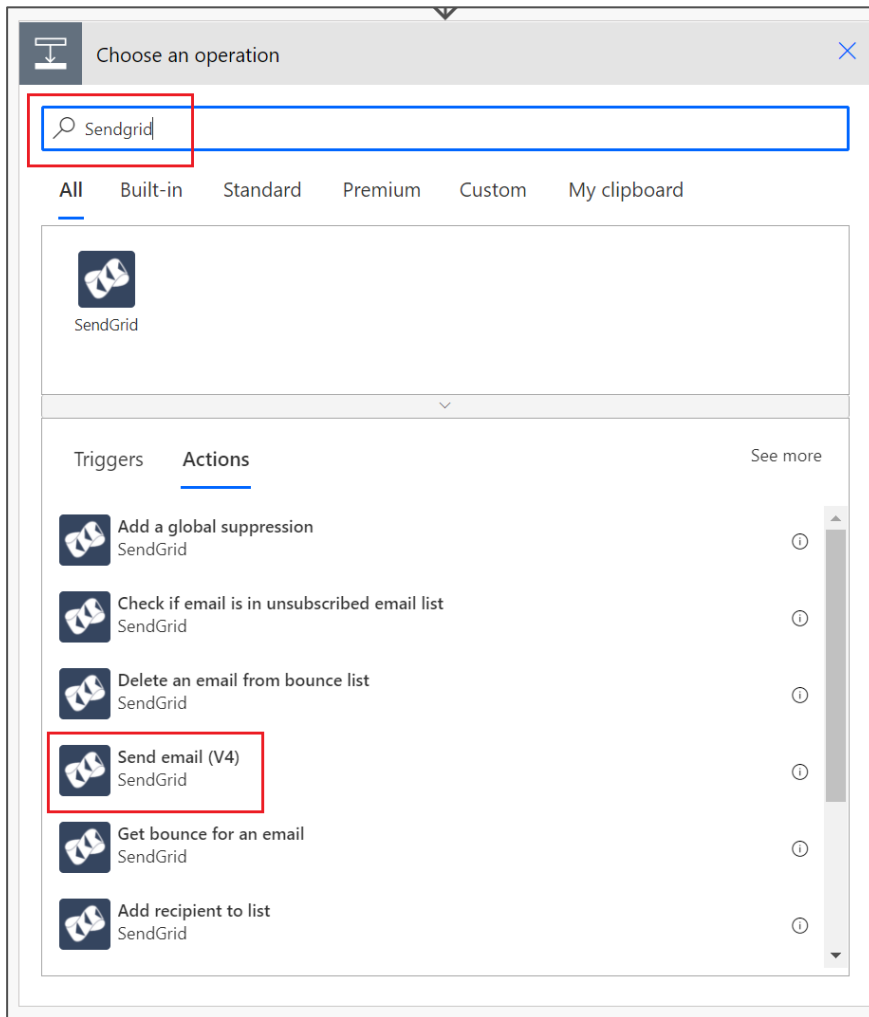 Choose an operation
Sendgrid
All Built-in Standard Premium Custom My clipboard
SendGrid
Triggers Actions See more
Add a global suppression
SendGrid
Check if email is in unsubscribed email list
SendGrid
Delete an email from bounce list
SendGrid
Send email (V4)
SendGrid
Get bounce for an email
SendGrid
Add recipient to list
SendGrid